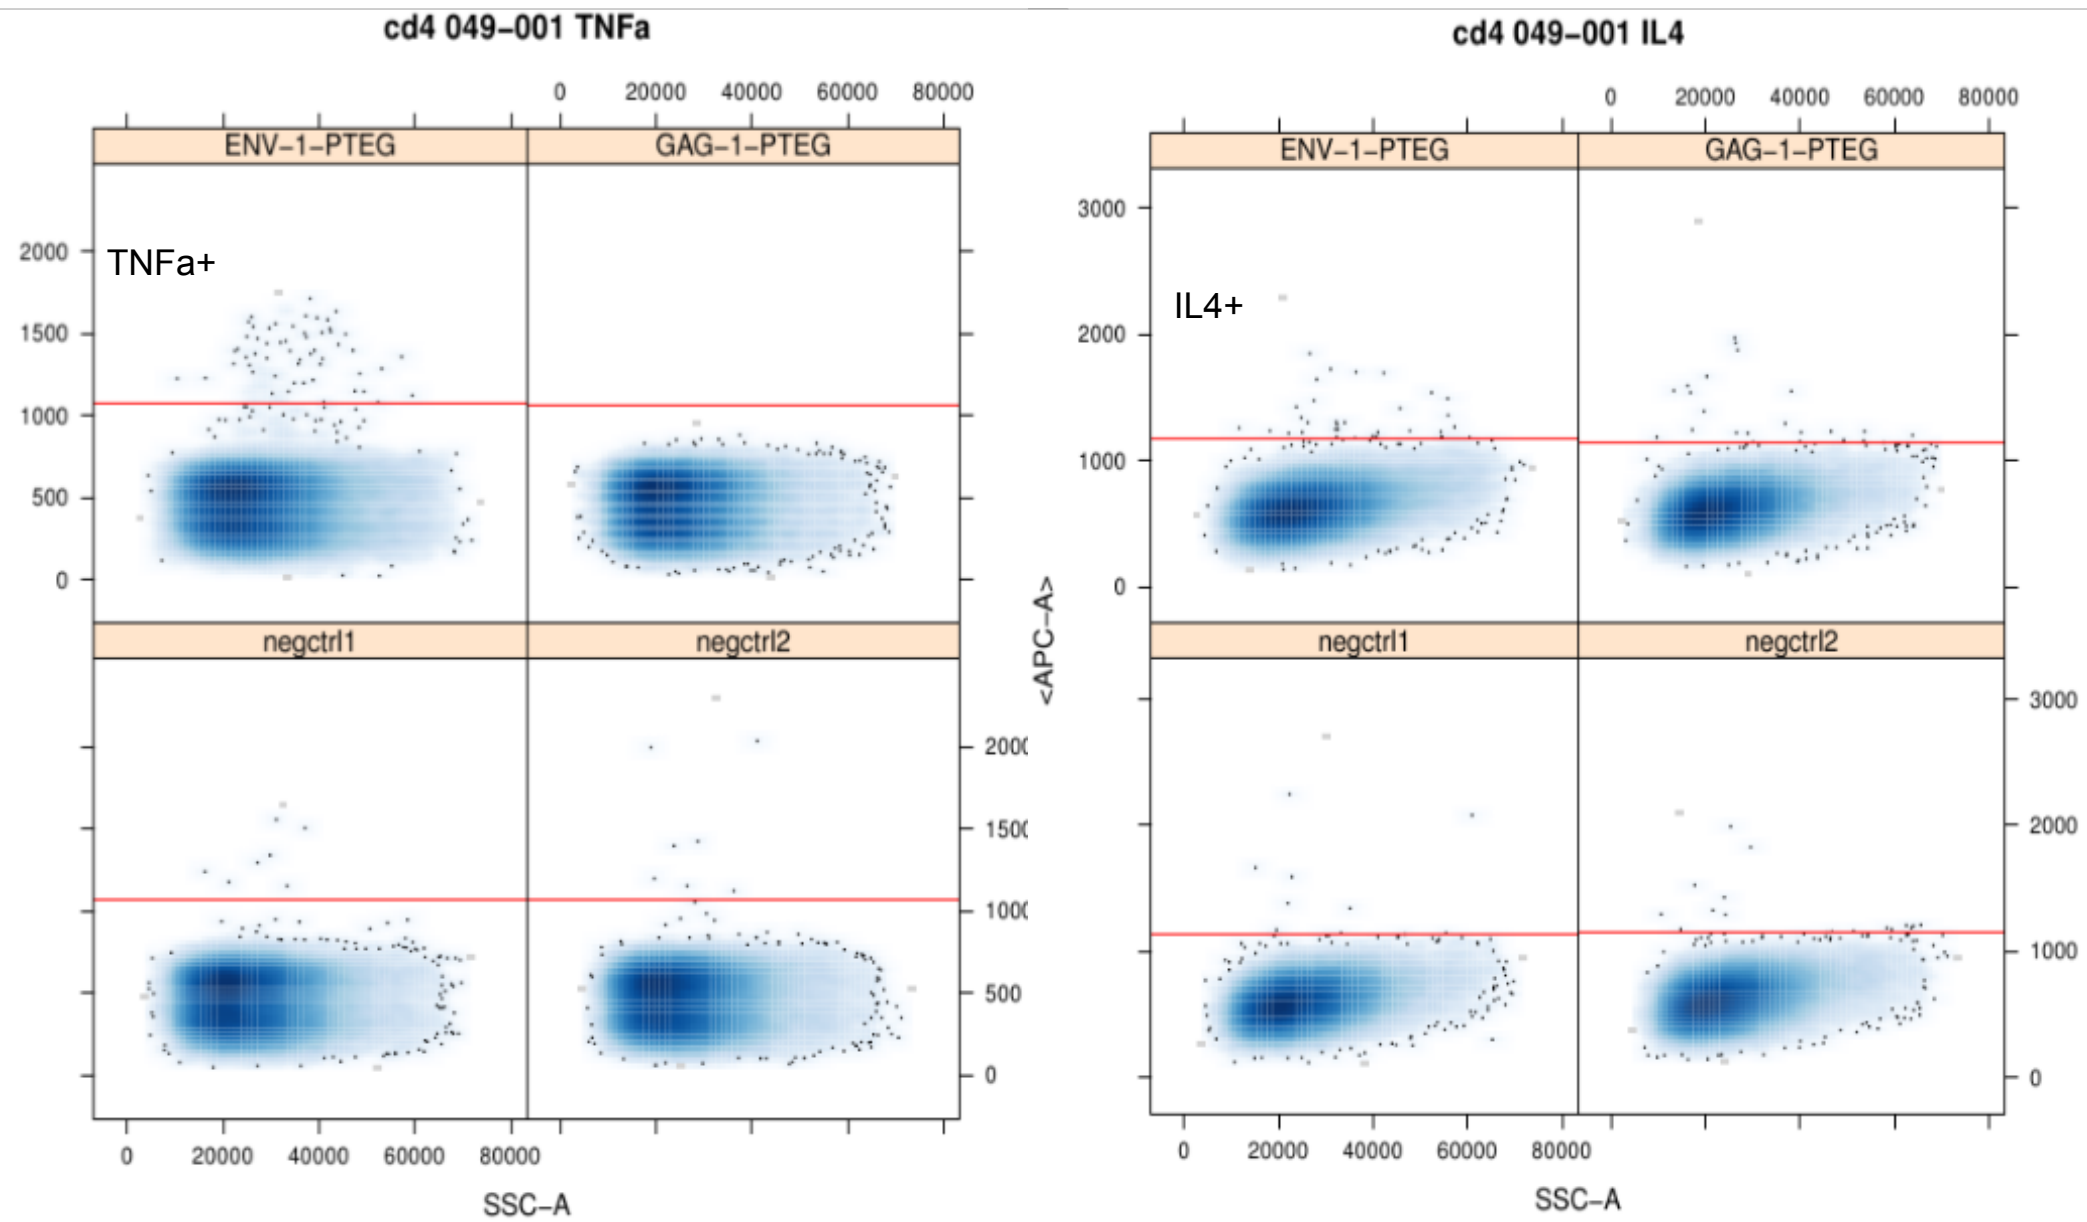 cd4 049–001 TNFa
0 20000 40000 60000 80000
ENV–1–PTEG GAG–1–PTEG
2000
TNFa+
1500
1000
500
0
negctrl1 negctrl2
200
150
100
500
0
0 20000 40000 60000 80000
SSC–A
cd4 049–001 IL4
0 20000 40000 60000 80000
ENV–1–PTEG GAG–1–PTEG
3000
IL4+
2000
1000
0
<APC–A>
negctrl1 negctrl2
3000
2000
1000
0
0 20000 40000 60000 80000
SSC–A